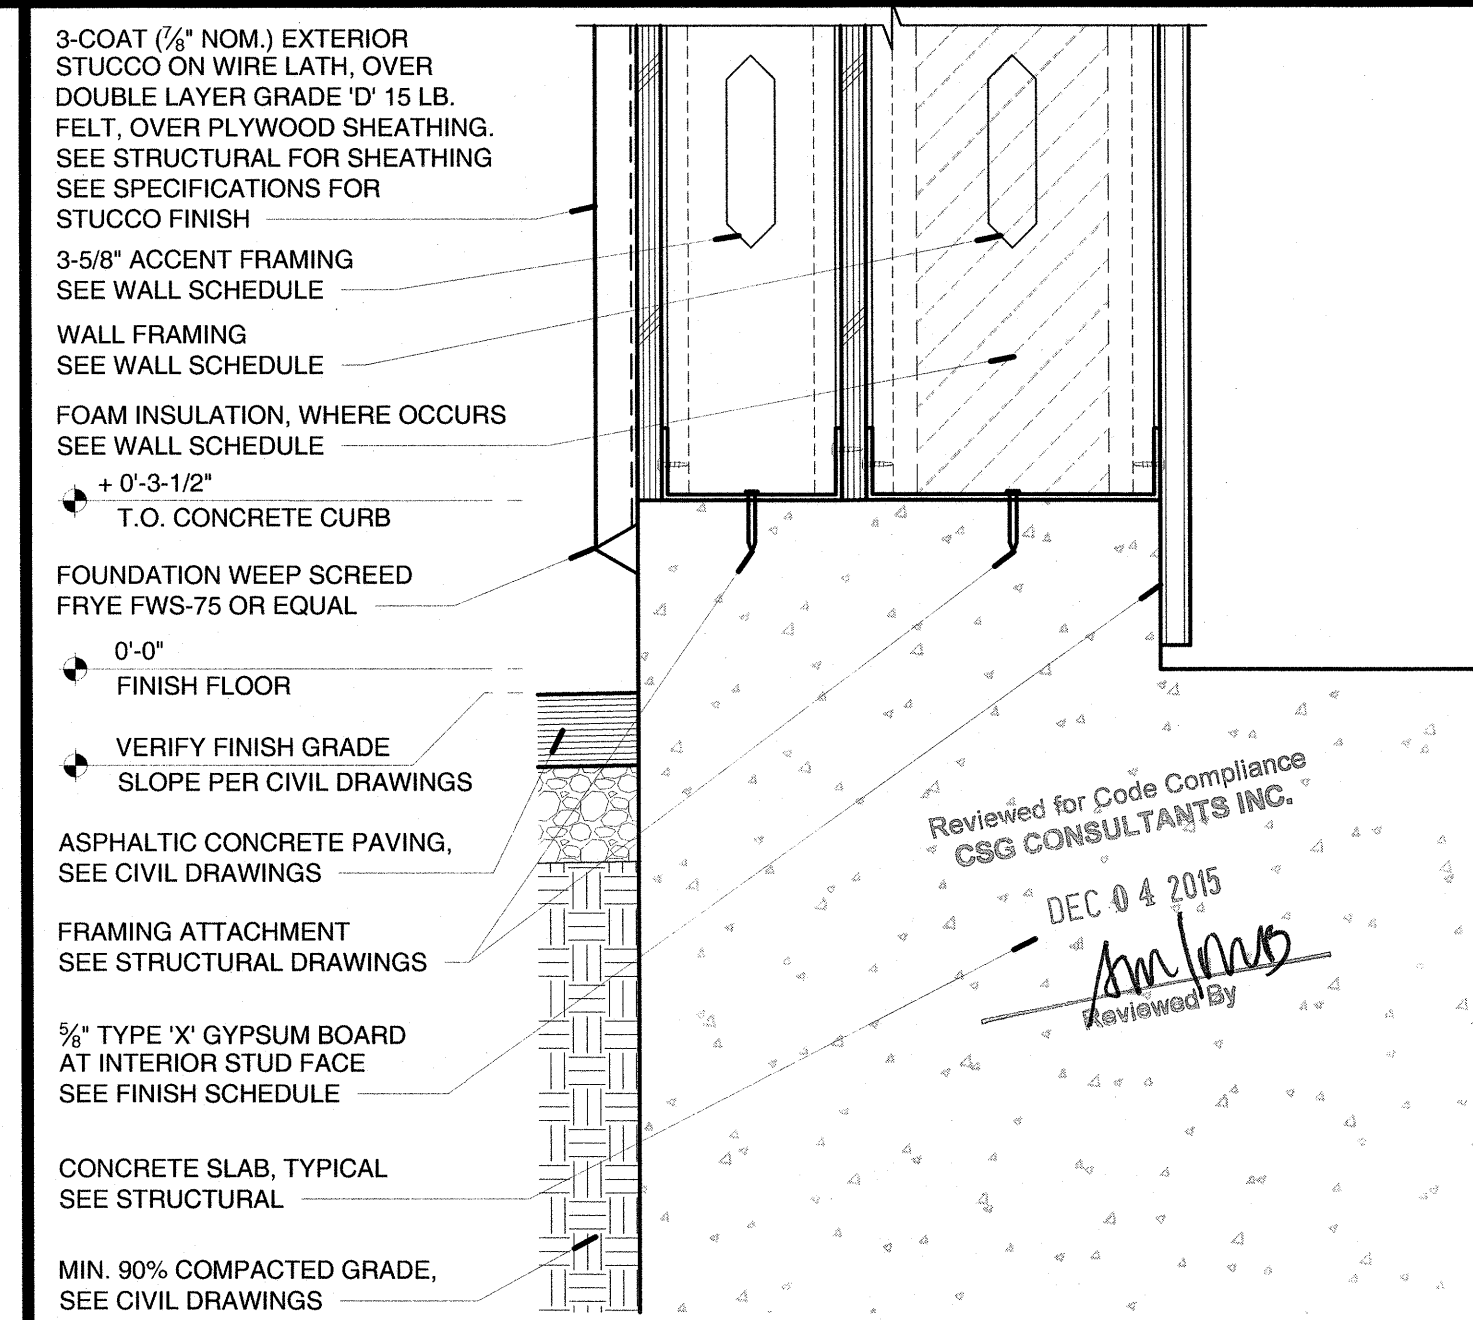 3-COAT (⅞" NOM.) EXTERIOR
STUCCO ON WIRE LATH, OVER
DOUBLE LAYER GRADE 'D' 15 LB.
FELT, OVER PLYWOOD SHEATHING.
SEE STRUCTURAL FOR SHEATHING
SEE SPECIFICATIONS FOR
STUCCO FINISH
3-5/8" ACCENT FRAMING
SEE WALL SCHEDULE
WALL FRAMING
SEE WALL SCHEDULE
FOAM INSULATION, WHERE OCCURS
SEE WALL SCHEDULE
+ 0'-3-1/2"
T.O. CONCRETE CURB
FOUNDATION WEEP SCREED
FRYE FWS-75 OR EQUAL
0'-0"
FINISH FLOOR
VERIFY FINISH GRADE
SLOPE PER CIVIL DRAWINGS
ASPHALTIC CONCRETE PAVING,
SEE CIVIL DRAWINGS
FRAMING ATTACHMENT
SEE STRUCTURAL DRAWINGS
⅝" TYPE 'X' GYPSUM BOARD
AT INTERIOR STUD FACE
SEE FINISH SCHEDULE
CONCRETE SLAB, TYPICAL
SEE STRUCTURAL
MIN. 90% COMPACTED GRADE,
SEE CIVIL DRAWINGS
Reviewed for Code Compliance
CSG CONSULTANTS INC.
DEC 04 2015
Reviewed By